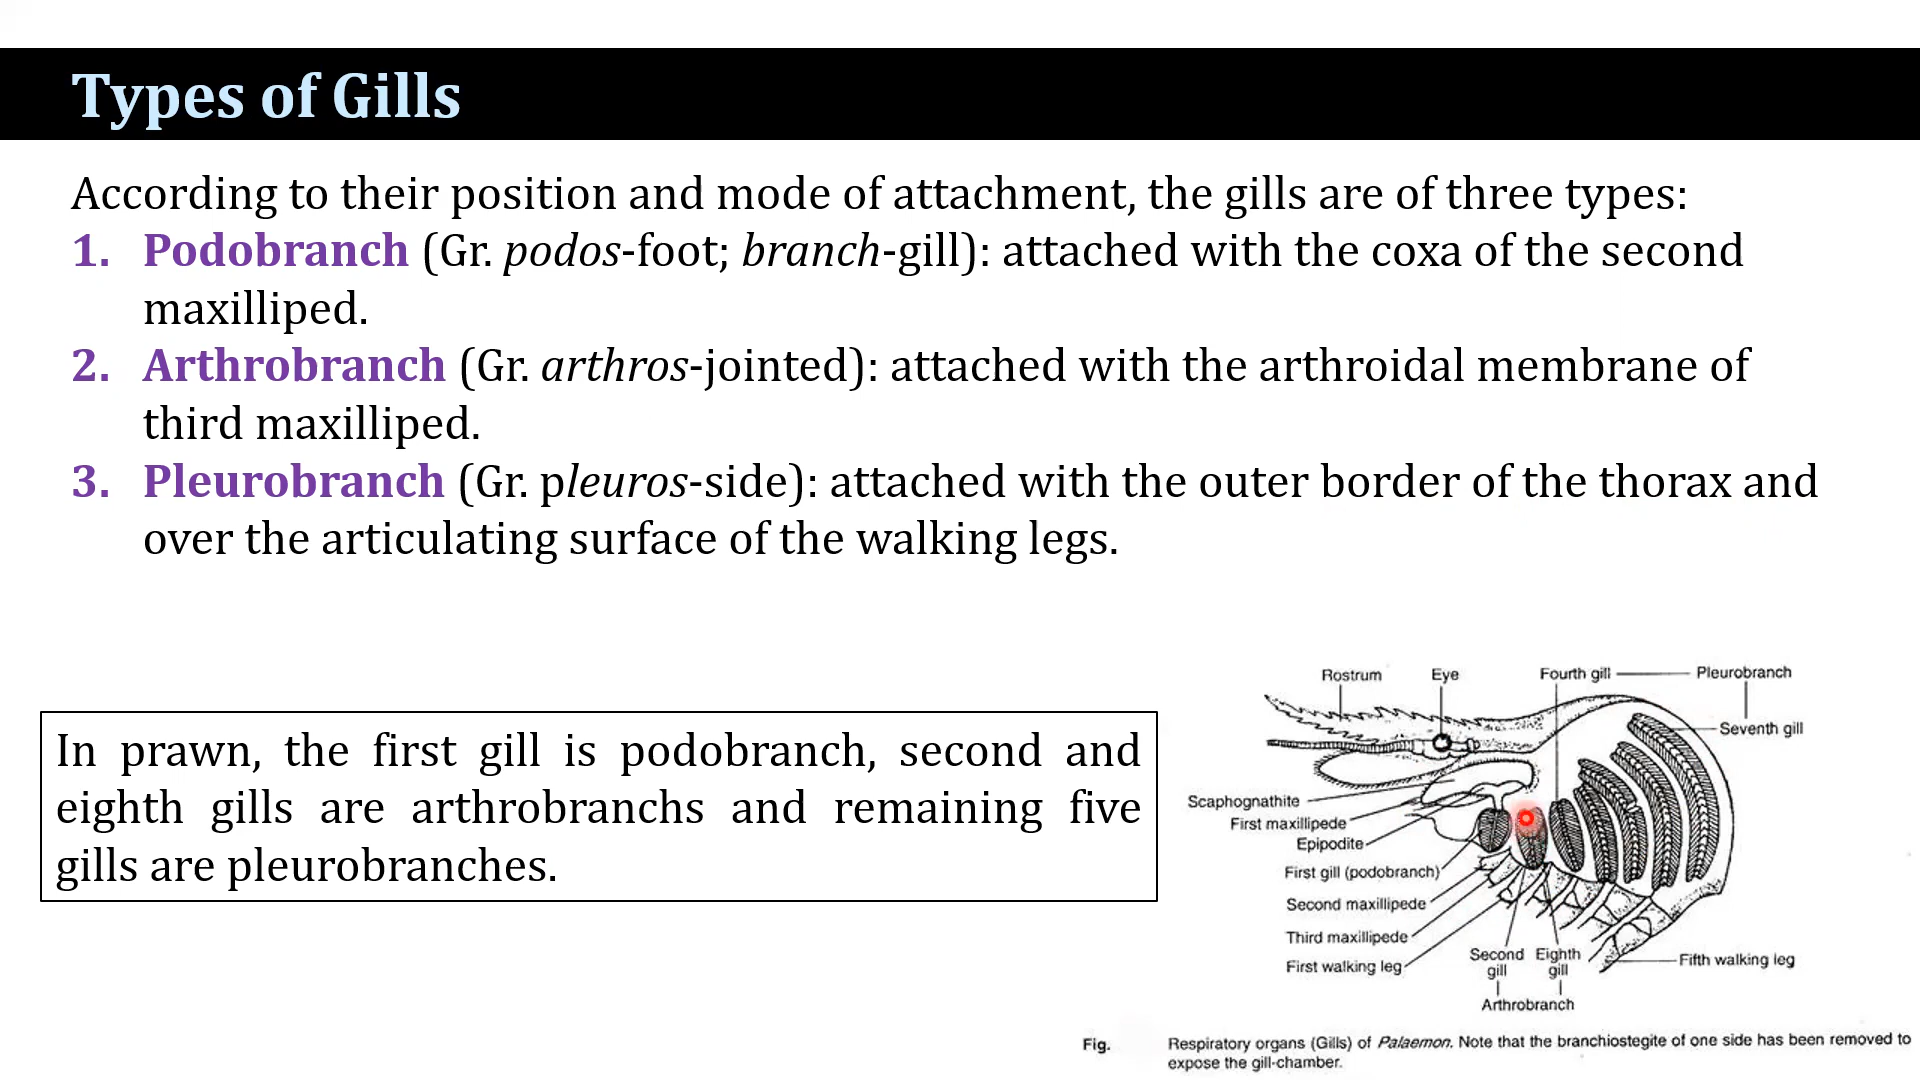 Types of Gills
According to their position and mode of attachment, the gills are of three types:
1. Podobranch (Gr. podos-foot; branch-gill): attached with the coxa of the second
maxilliped.
2. Arthrobranch (Gr. arthros-jointed): attached with the arthroidal membrane of
third maxilliped.
3. Pleurobranch (Gr. pleuros-side): attached with the outer border of the thorax and
over the articulating surface of the walking legs.
In prawn, the first gill is podobranch, second and
eighth gills are arthrobranchs and remaining five
gills are pleurobranches.
Rostrum
Eye
Fourth gill
Pleurobranch
Seventh gill
Scaphognathite
First maxillipede
Epipodite
First gill (podobranch)
Second maxillipede
Third maxillipede
First walking leg
Second
gill
Eighth
gill
Arthrobranch
Fifth walking leg
Fig. Respiratory organs (Gills) of Palaemon. Note that the branchiostegite of one side has been removed to
expose the gill-chamber.